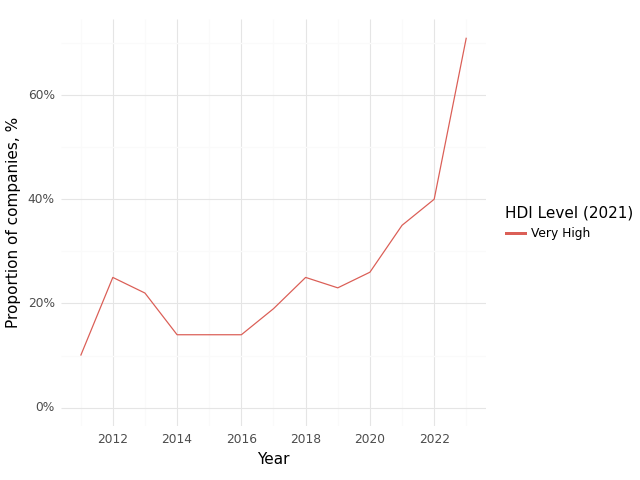 60%
40%
20%
0%
2012 2014 2016 2018 2020 2022
Year
Proportion of companies, %
HDI Level (2021)
Very High